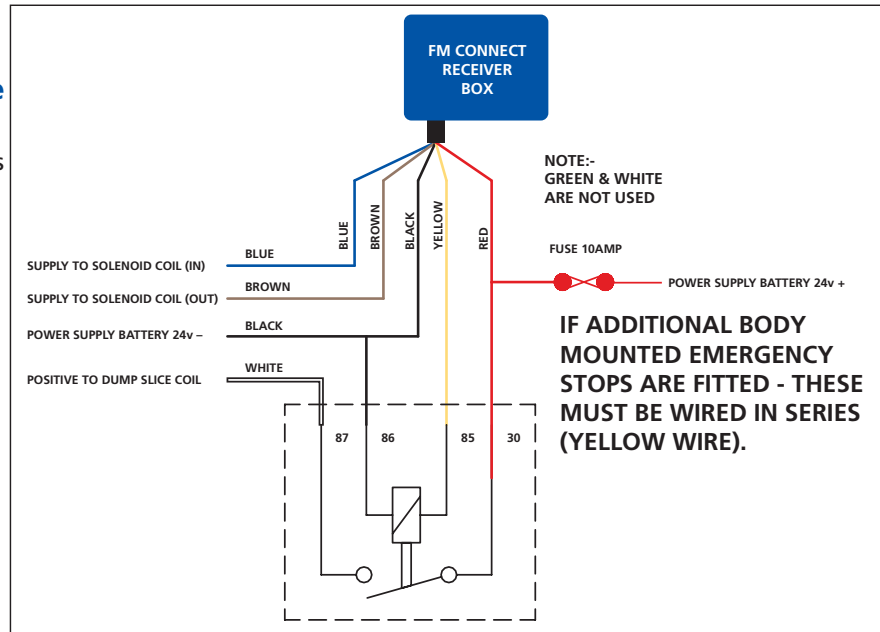 FM CONNECT
RECEIVER
BOX
e
s
NOTE:-
GREEN & WHITE
ARE NOT USED
BLUE
BROWN
BLACK
YELLOW
RED
FUSE 10AMP
SUPPLY TO SOLENOID COIL (IN)
BLUE
POWER SUPPLY BATTERY 24v +
SUPPLY TO SOLENOID COIL (OUT)
BROWN
POWER SUPPLY BATTERY 24v –
BLACK
POSITIVE TO DUMP SLICE COIL
WHITE
IF ADDITIONAL BODY
MOUNTED EMERGENCY
STOPS ARE FITTED - THESE
MUST BE WIRED IN SERIES
(YELLOW WIRE).
87 86 85 30